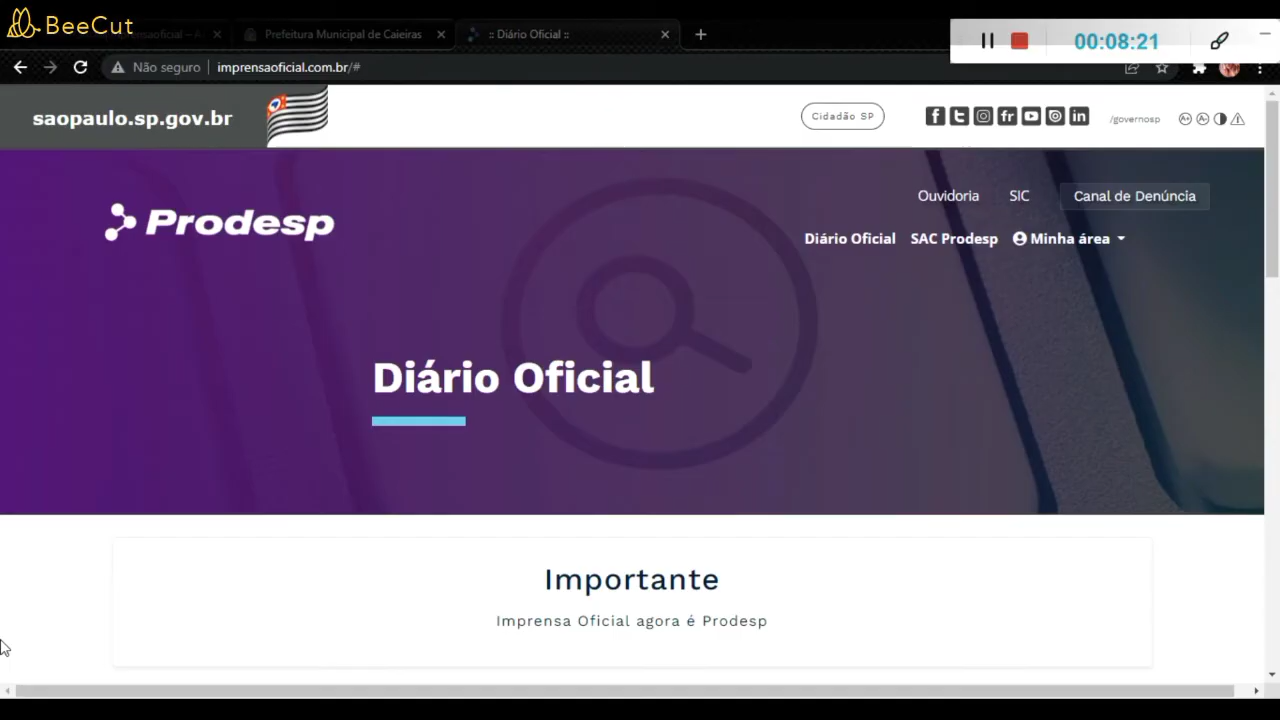 BeeCut
Prefeitura Municipal de Caieiras
:: Diário Oficial ::
00:08:21
Não seguro
imprensaoficial.com.br/#
saopaulo.sp.gov.br
Cidadão SP
/governosp
Prodesp
Ouvidoria
SIC
Canal de Denúncia
Diário Oficial
SAC Prodesp
Minha área
Diário Oficial
Importante
Imprensa Oficial agora é Prodesp